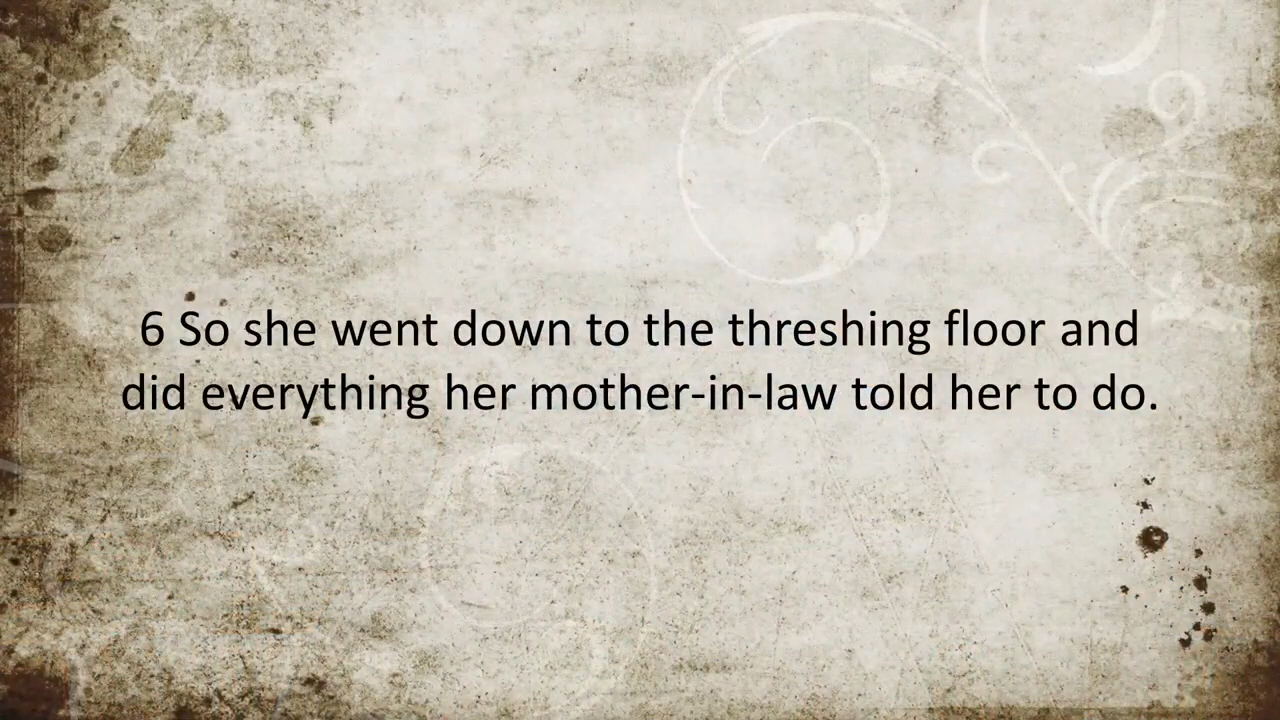 6 So she went down to the threshing floor and
did everything her mother-in-law told her to do.